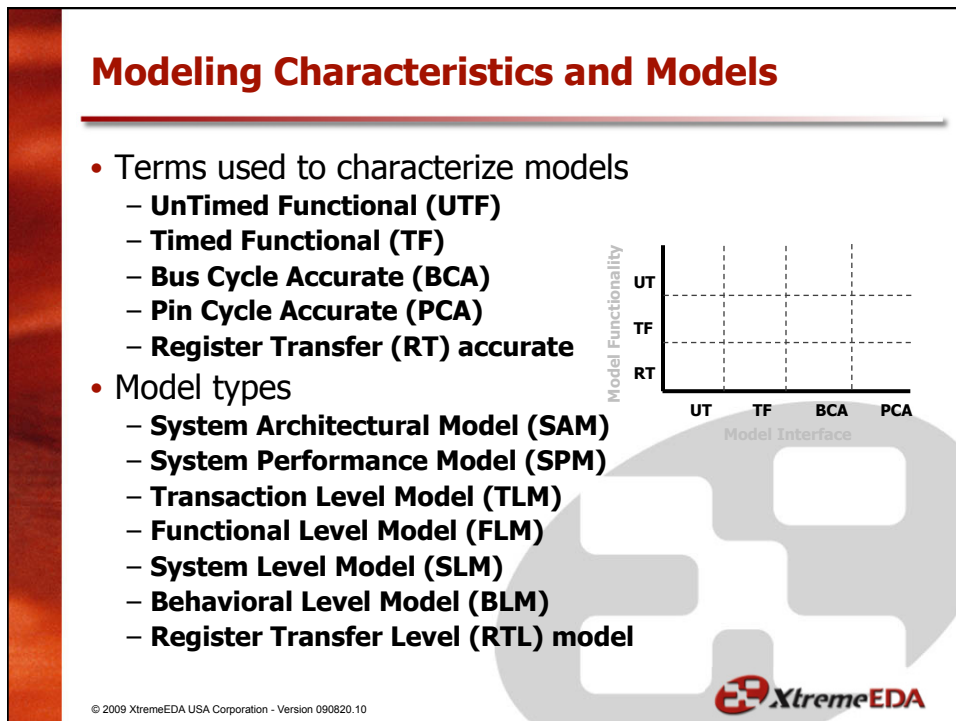 Modeling Characteristics and Models
• Terms used to characterize models
– UnTimed Functional (UTF)
– Timed Functional (TF)
– Bus Cycle Accurate (BCA)
– Pin Cycle Accurate (PCA)
– Register Transfer (RT) accurate
• Model types
– System Architectural Model (SAM)
– System Performance Model (SPM)
– Transaction Level Model (TLM)
– Functional Level Model (FLM)
– System Level Model (SLM)
– Behavioral Level Model (BLM)
– Register Transfer Level (RTL) model
Model Functionality
UT
TF
RT
UT TF BCA PCA
Model Interface
© 2009 XtremeEDA USA Corporation - Version 090820.10
XtremeEDA